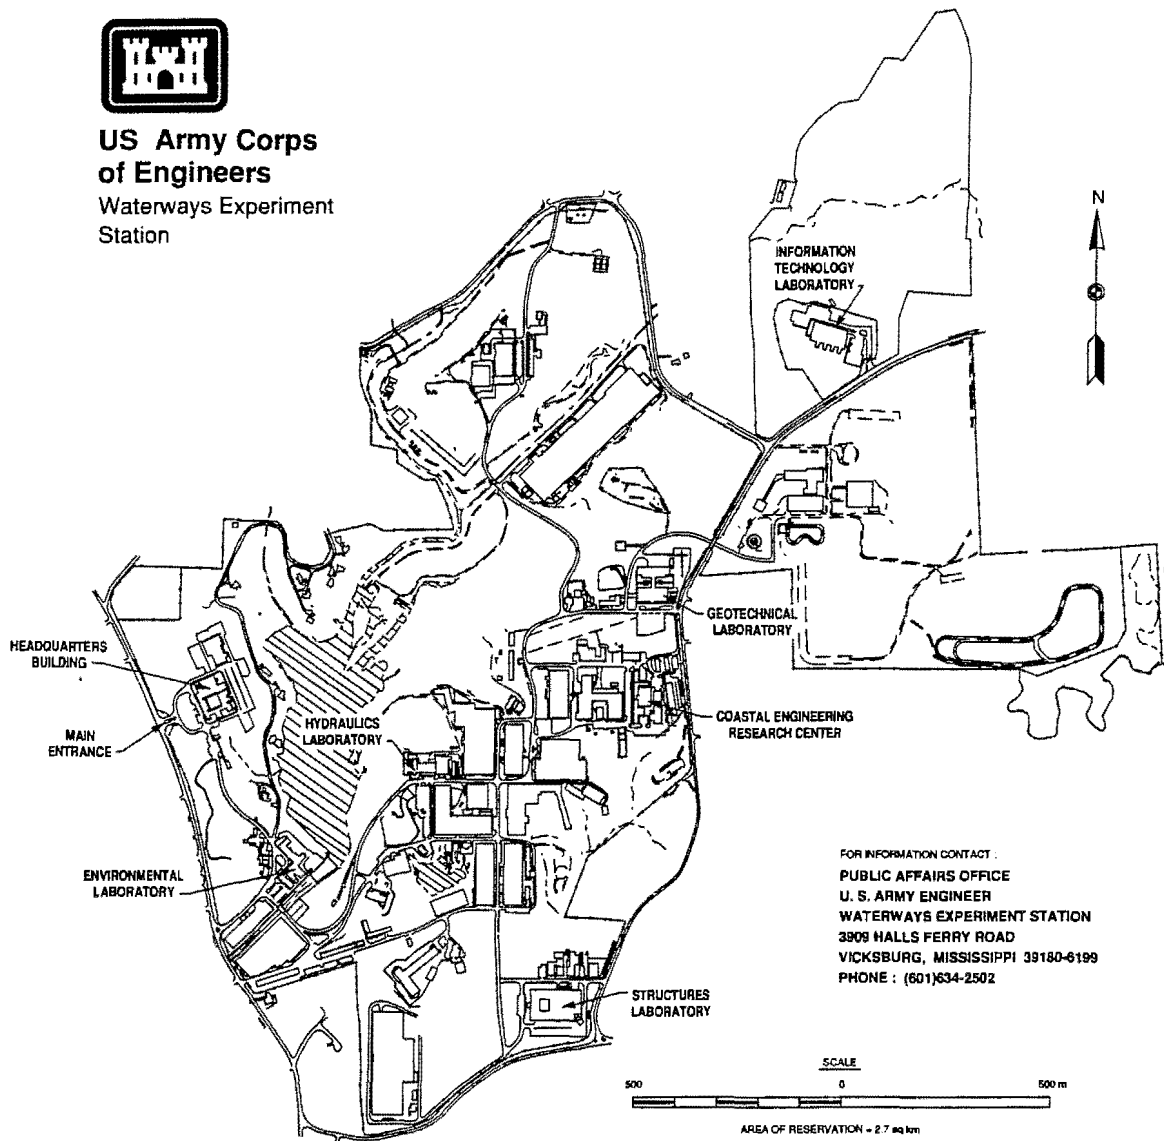 US Army Corps
of Engineers
Waterways Experiment
Station
N
INFORMATION
TECHNOLOGY
LABORATORY
GEOTECHNICAL
LABORATORY
HEADQUARTERS
BUILDING
MAIN
ENTRANCE
HYDRAULICS
LABORATORY
COASTAL ENGINEERING
RESEARCH CENTER
ENVIRONMENTAL
LABORATORY
STRUCTURES
LABORATORY
FOR INFORMATION CONTACT :
PUBLIC AFFAIRS OFFICE
U. S. ARMY ENGINEER
WATERWAYS EXPERIMENT STATION
3909 HALLS FERRY ROAD
VICKSBURG, MISSISSIPPI 39180-6199
PHONE : (601)634-2502
SCALE
500 0 500 m
AREA OF RESERVATION = 2.7 sq km